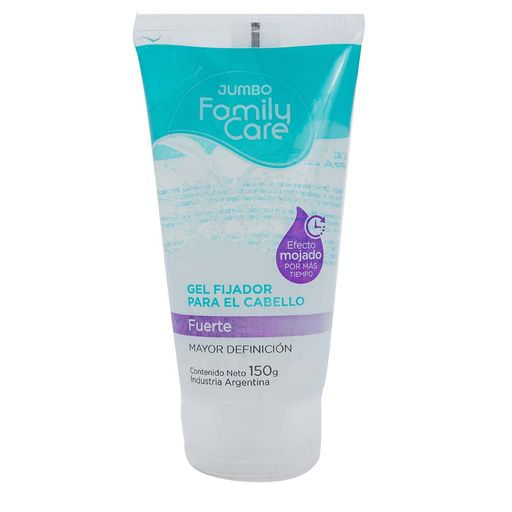 JUMBO
Family
Care
Efecto
mojado
POR MÁS
TIEMPO
GEL FIJADOR
PARA EL CABELLO
Fuerte
MAYOR DEFINICIÓN
Contenido Neto 150g
Industria Argentina